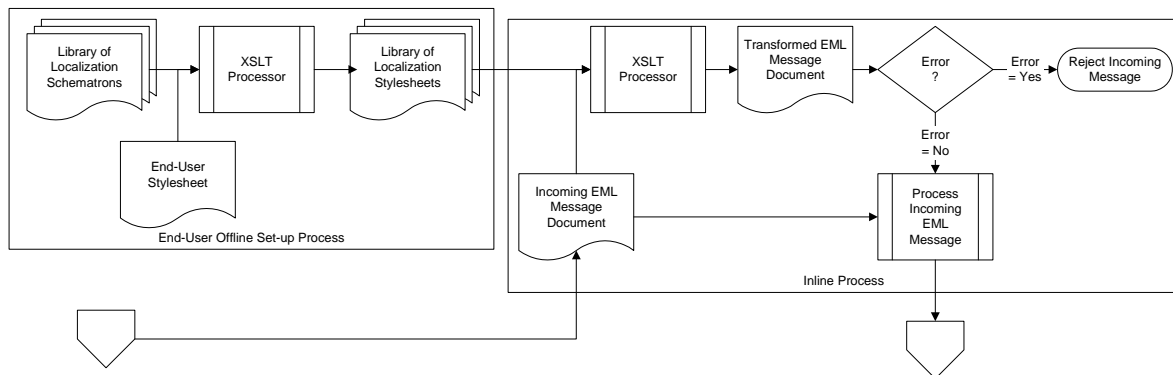 Library of
Localization
Schematrons
XSLT
Processor
Library of
Localization
Stylesheets
End-User
Stylesheet
End-User Offline Set-up Process
XSLT
Processor
Transformed EML
Message
Document
Error
?
Error
= Yes
Reject Incoming
Message
Error
= No
Incoming EML
Message
Document
Process
Incoming
EML
Message
Inline Process